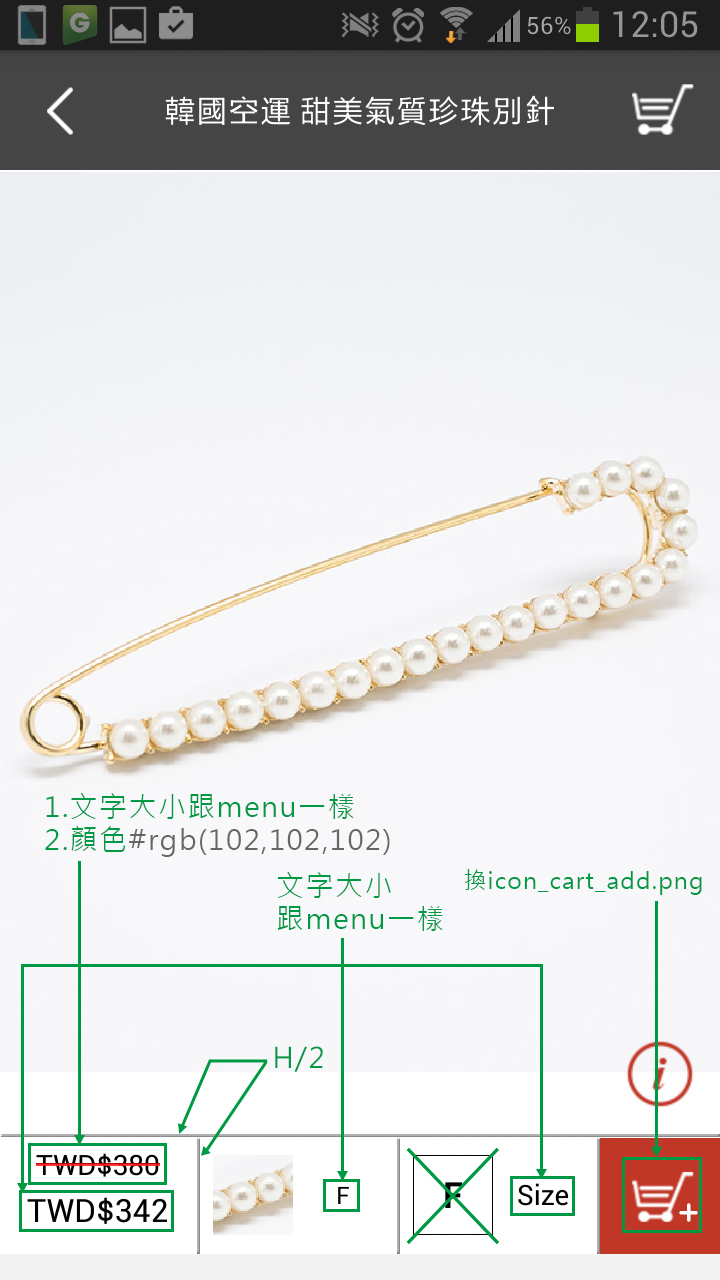 56% 12:05
韓國空運 甜美氣質珍珠別針
1.文字大小跟menu一樣
2.顏色#rgb(102,102,102)
文字大小
跟menu一樣
換icon_cart_add.png
H/2
i
TWD$380
TWD$342
F
F
Size